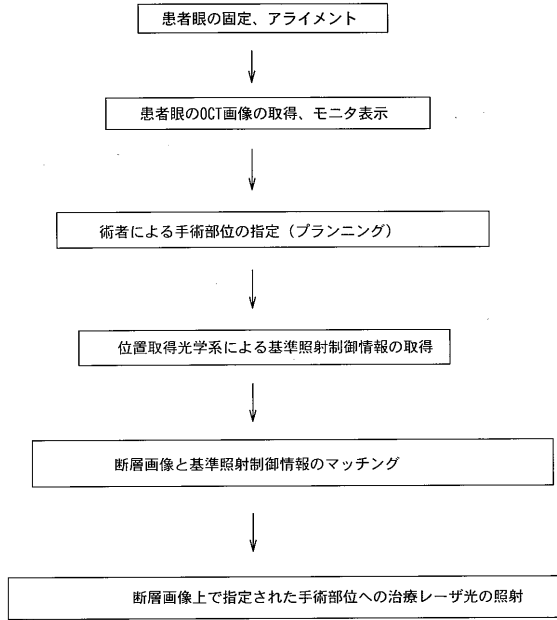 患者眼の固定、アライメント
患者眼のOCT画像の取得、モニタ表示
術者による手術部位の指定（プランニング）
位置取得光学系による基準照射制御情報の取得
断層画像と基準照射制御情報のマッチング
断層画像上で指定された手術部位への治療レーザ光の照射